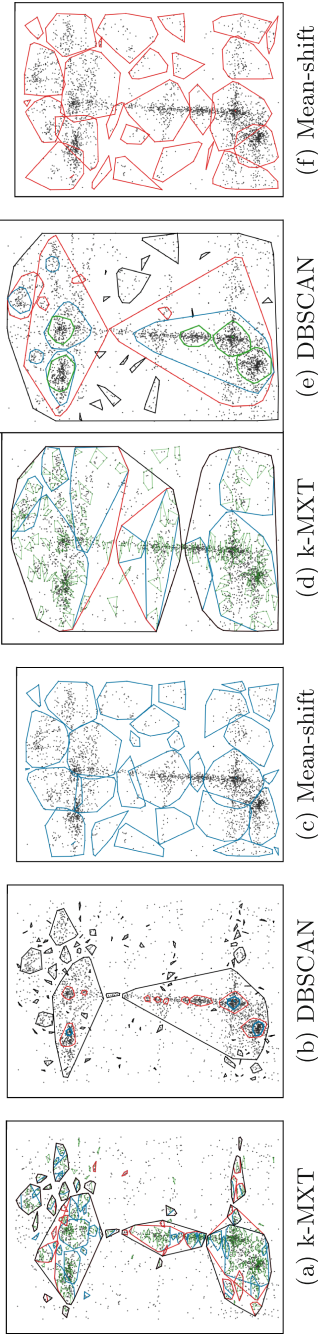 (a) k-MXT
(b) DBSCAN
(c) Mean-shift
(d) k-MXT
(e) DBSCAN
(f) Mean-shift